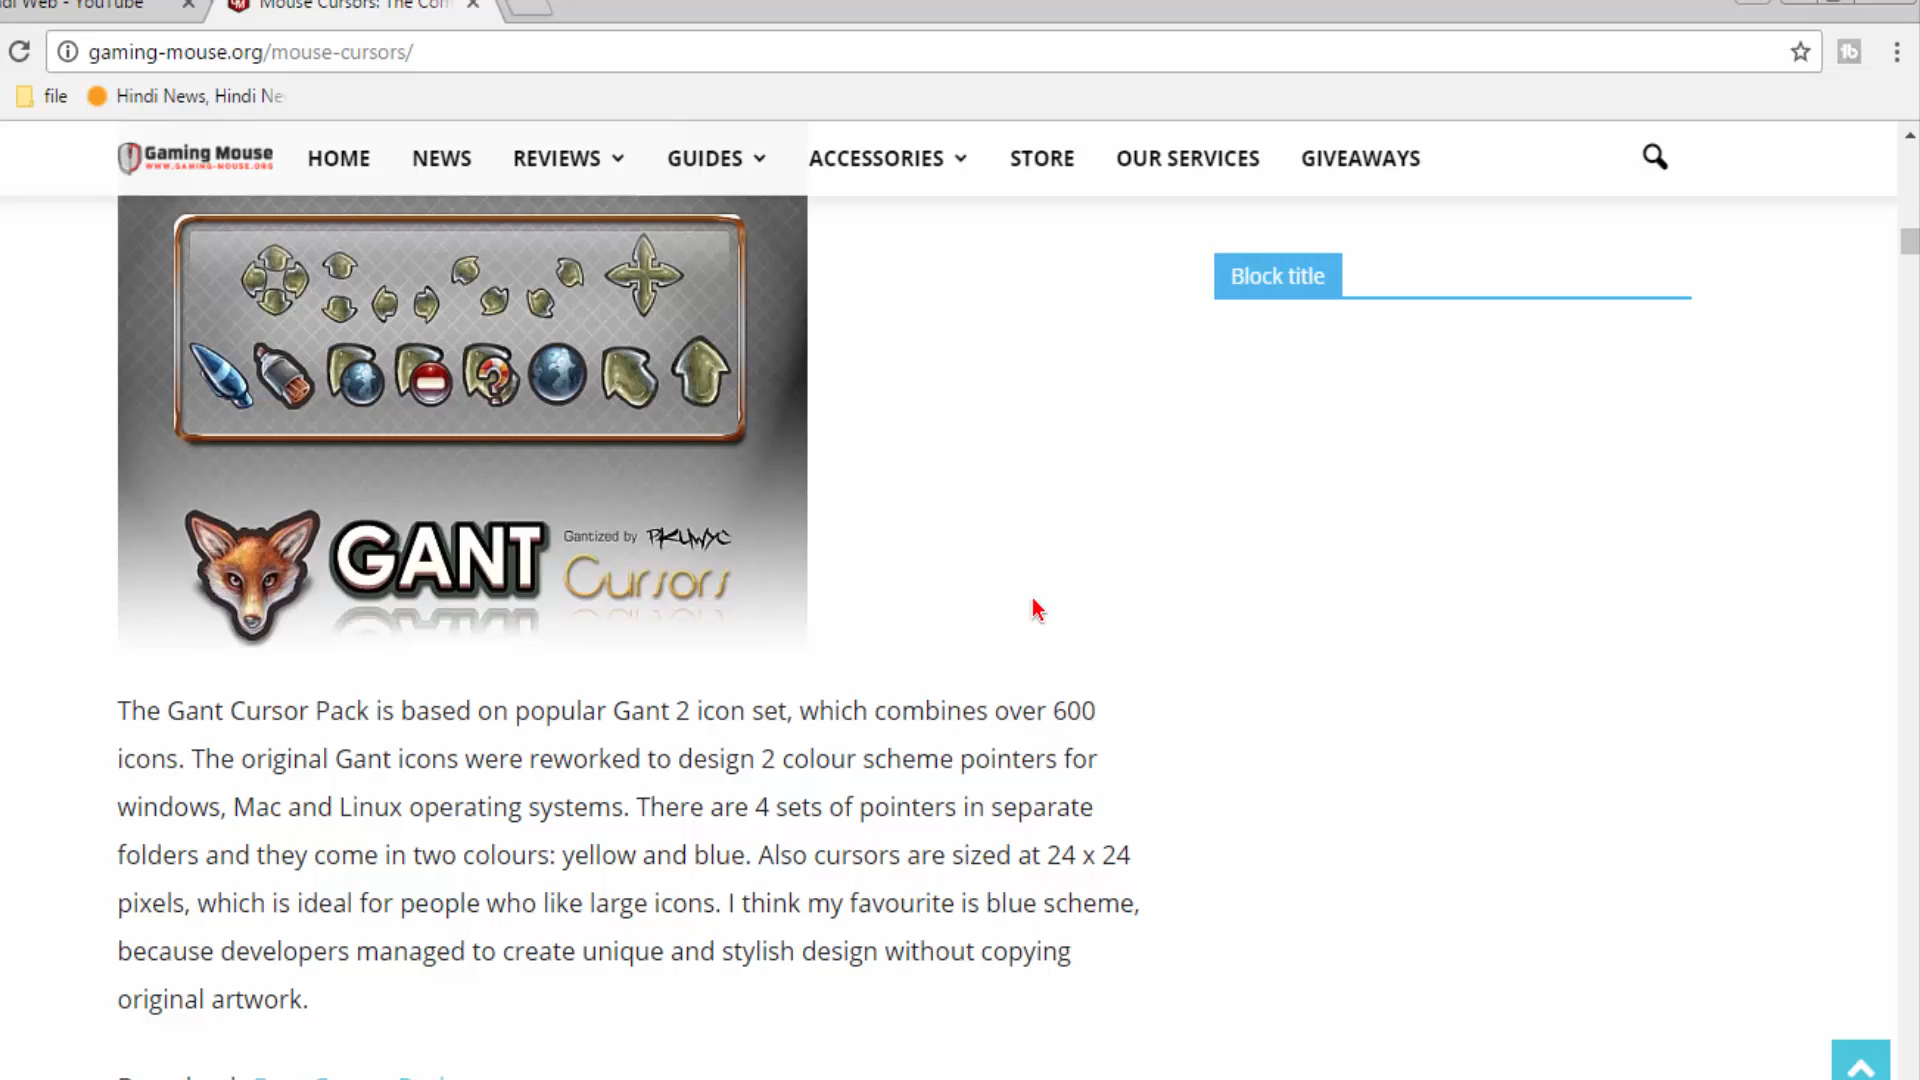 di Web - YouTube
Mouse Cursors: The Com
gaming-mouse.org/mouse-cursors/
file
Hindi News, Hindi Ne
Gaming Mouse
WWW.GAMING-MOUSE.ORG
HOME
NEWS
REVIEWS
GUIDES
ACCESSORIES
STORE
OUR SERVICES
GIVEAWAYS
Block title
GANT
Gantized by PKUWYC
Cursors
The Gant Cursor Pack is based on popular Gant 2 icon set, which combines over 600
icons. The original Gant icons were reworked to design 2 colour scheme pointers for
windows, Mac and Linux operating systems. There are 4 sets of pointers in separate
folders and they come in two colours: yellow and blue. Also cursors are sized at 24 x 24
pixels, which is ideal for people who like large icons. I think my favourite is blue scheme,
because developers managed to create unique and stylish design without copying
original artwork.